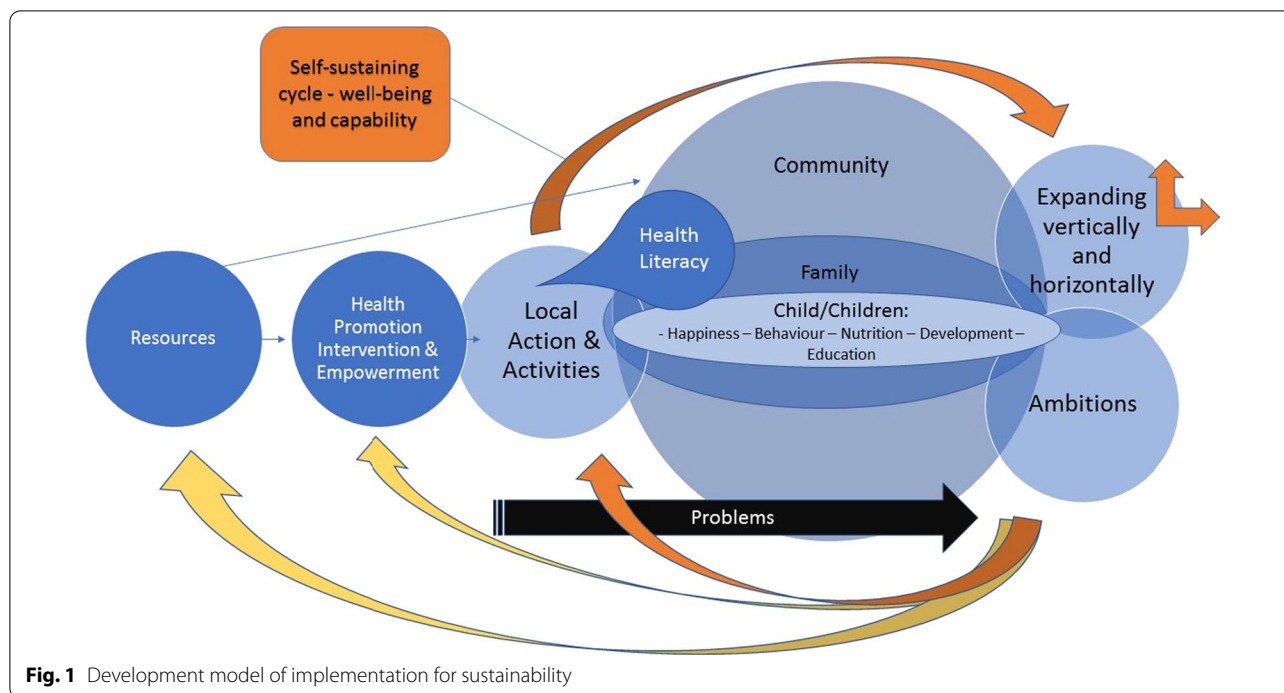 Self-sustaining
cycle - well-being
and capability
Community
Expanding
vertically
and
horizontally
Health
Literacy
Family
Resources
Health
Promotion
Intervention &
Empowerment
Local
Action &
Activities
Child/Children:
- Happiness – Behaviour – Nutrition – Development –
Education
Ambitions
Problems
Fig. 1 Development model of implementation for sustainability